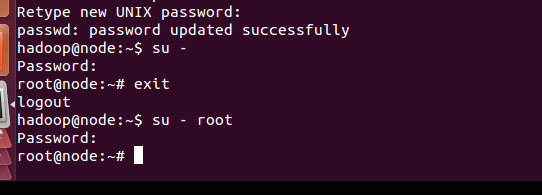 Retype new UNIX password:
passwd: password updated successfully
hadoop@node:~$ su -
Password:
root@node:~# exit
logout
hadoop@node:~$ su - root
Password:
root@node:~#